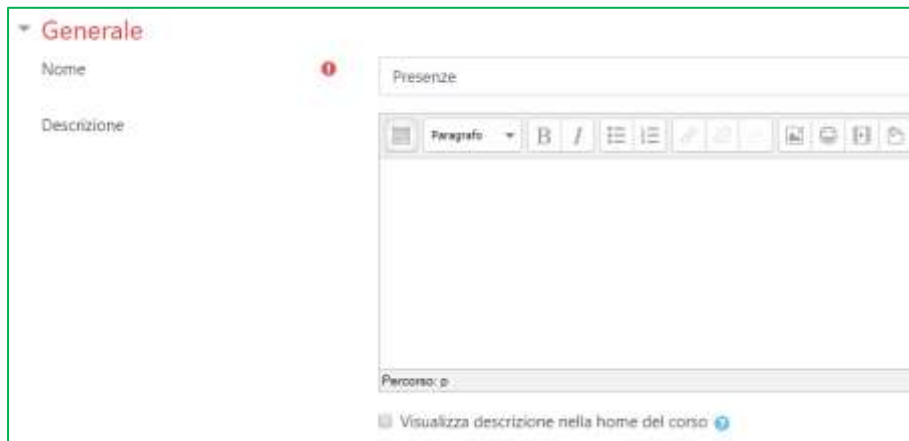 Generale
Nome
Presenze
Descrizione
Paragrafo
B I
Percorso: p
Visualizza descrizione nella home del corso